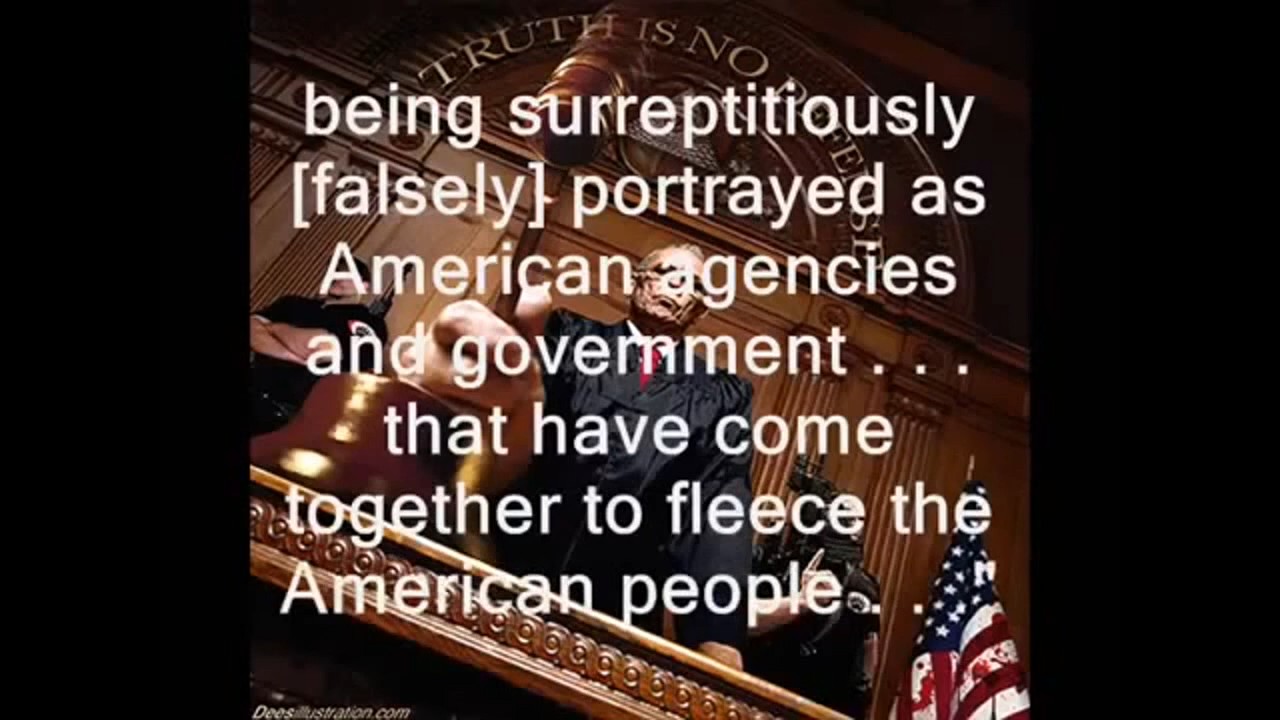 TRUTH IS NO DEFENSE
being surreptitiously
[falsely] portrayed as
American agencies
and government . . .
that have come
together to fleece the
American people . . "
Deesillustration.com